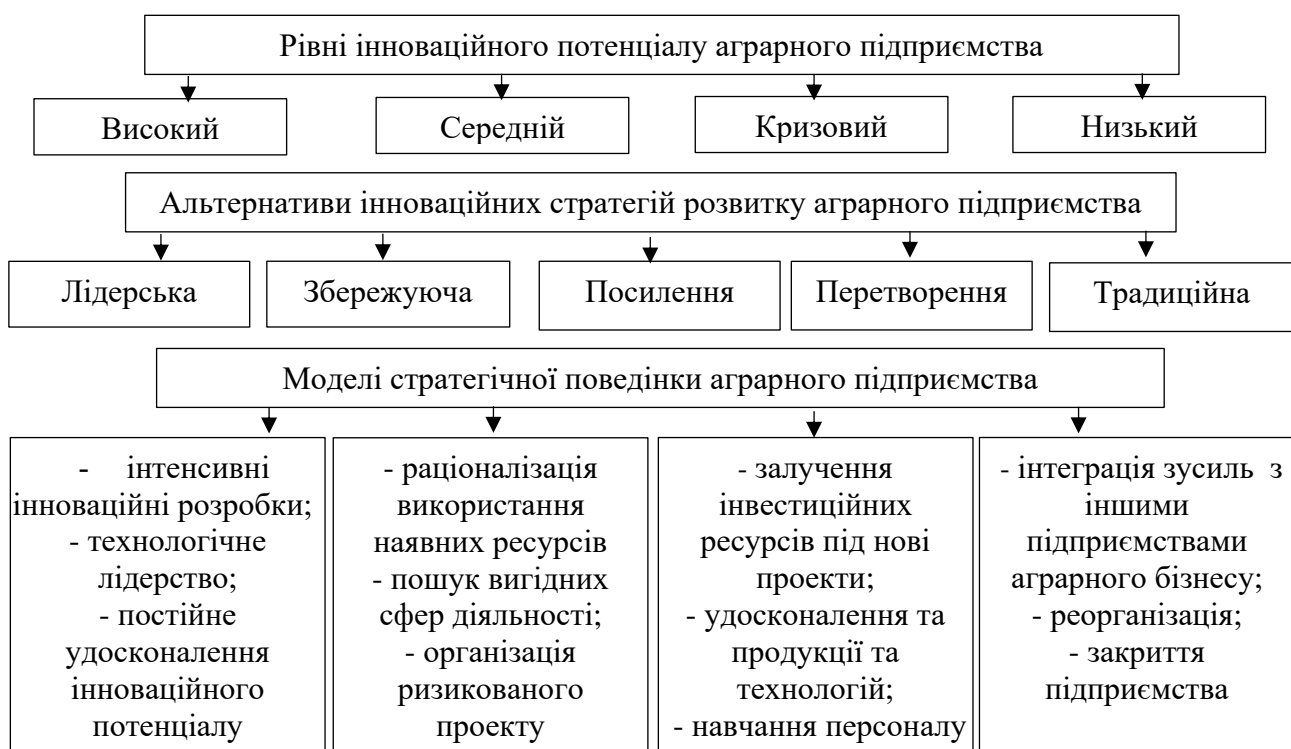 Рівні інноваційного потенціалу аграрного підприємства
Високий
Середній
Кризовий
Низький
Альтернативи інноваційних стратегій розвитку аграрного підприємства
Лідерська
Збережуюча
Посилення
Перетворення
Традиційна
Моделі стратегічної поведінки аграрного підприємства
- інтенсивні
інноваційні розробки;
- технологічне
лідерство;
- постійне
удосконалення
інноваційного
потенціалу
- раціоналізація
використання
наявних ресурсів
- пошук вигідних
сфер діяльності;
- організація
ризикованого
проекту
- залучення
інвестиційних
ресурсів під нові
проекти;
- удосконалення та
продукції та
технологій;
- навчання персоналу
- інтеграція зусиль з
іншими
підприємствами
аграрного бізнесу;
- реорганізація;
- закриття
підприємства